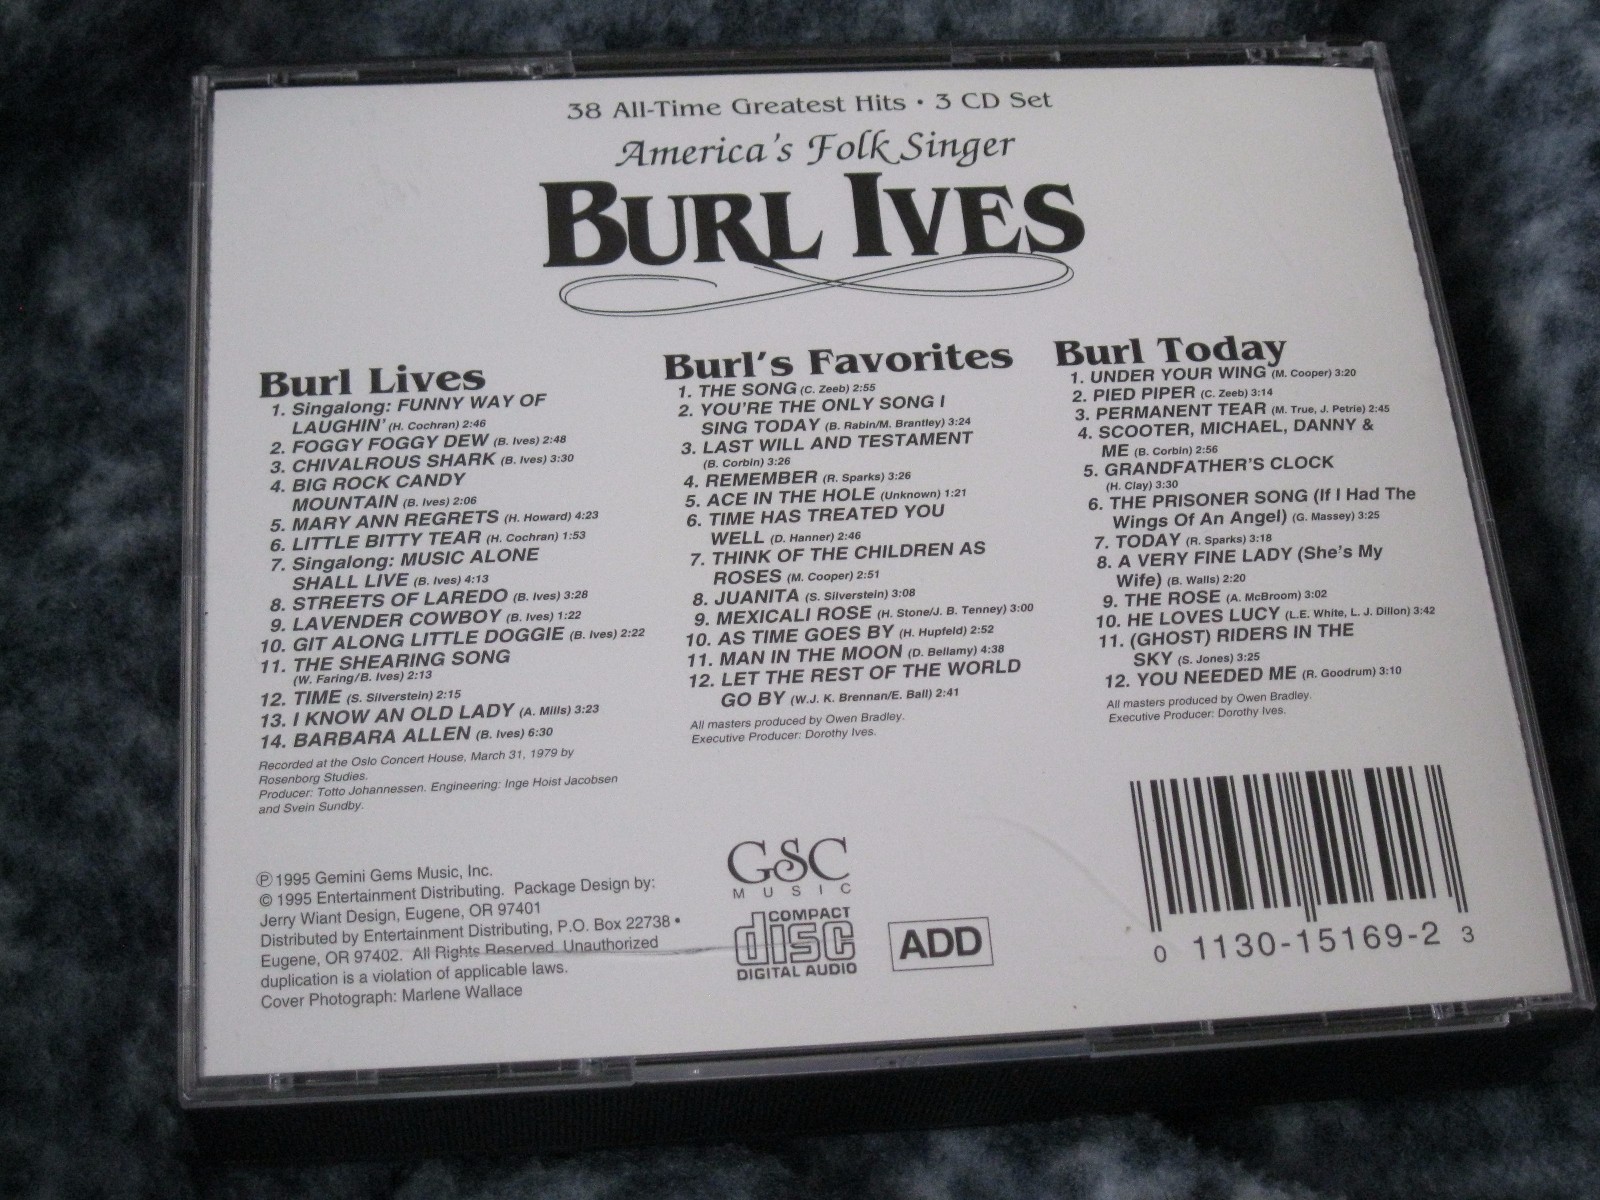 38 All-Time Greatest Hits • 3 CD Set
America's Folk Singer
BURL IVES
Burl Lives
1. Singalong: FUNNY WAY OF
LAUGHIN' (H. Cochran) 2:46
2. FOGGY FOGGY DEW (B. Ives) 2:48
3. CHIVALROUS SHARK (B. Ives) 3:30
4. BIG ROCK CANDY
MOUNTAIN (B. Ives) 2:06
5. MARY ANN REGRETS (H. Howard) 4:23
6. LITTLE BITTY TEAR (H. Cochran) 1:53
7. Singalong: MUSIC ALONE
SHALL LIVE (B. Ives) 4:13
8. STREETS OF LAREDO (B. Ives) 3:28
9. LAVENDER COWBOY (B. Ives) 1:22
10. GIT ALONG LITTLE DOGGIE (B. Ives) 2:22
11. THE SHEARING SONG
(W. Faring/B. Ives) 2:13
12. TIME (S. Silverstein) 2:15
13. I KNOW AN OLD LADY (A. Mills) 3:23
14. BARBARA ALLEN (B. Ives) 6:30
Recorded at the Oslo Concert House, March 31, 1979 by
Rosenborg Studies.
Producer: Totto Johannessen. Engineering: Inge Hoist Jacobsen
and Svein Sundby.
Burl's Favorites
1. THE SONG (C. Zeeb) 2:55
2. YOU'RE THE ONLY SONG I
SING TODAY (B. Rabin/M. Brantley) 3:24
3. LAST WILL AND TESTAMENT
(B. Corbin) 3:26
4. REMEMBER (R. Sparks) 3:26
5. ACE IN THE HOLE (Unknown) 1:21
6. TIME HAS TREATED YOU
WELL (D. Hanner) 2:46
7. THINK OF THE CHILDREN AS
ROSES (M. Cooper) 2:51
8. JUANITA (S. Silverstein) 3:08
9. MEXICALI ROSE (H. Stone/J. B. Tenney) 3:00
10. AS TIME GOES BY (H. Hupfeld) 2:52
11. MAN IN THE MOON (D. Bellamy) 4:38
12. LET THE REST OF THE WORLD
GO BY (W.J. K. Brennan/E. Ball) 2:41
All masters produced by Owen Bradley.
Executive Producer: Dorothy Ives.
Burl Today
1. UNDER YOUR WING (M. Cooper) 3:20
2. PIED PIPER (C. Zeeb) 3:14
3. PERMANENT TEAR (M. True, J. Petrie) 2:45
4. SCOOTER, MICHAEL, DANNY &
ME (B. Corbin) 2:56
5. GRANDFATHER'S CLOCK
(H. Clay) 3:30
6. THE PRISONER SONG (If I Had The
Wings Of An Angel) (G. Massey) 3:25
7. TODAY (R. Sparks) 3:18
8. A VERY FINE LADY (She's My
Wife) (B. Walls) 2:20
9. THE ROSE (A. McBroom) 3:02
10. HE LOVES LUCY (L.E. White, L. J. Dillon) 3:42
11. (GHOST) RIDERS IN THE
SKY (S. Jones) 3:25
12. YOU NEEDED ME (R. Goodrum) 3:10
All masters produced by Owen Bradley.
Executive Producer: Dorothy Ives.
℗ 1995 Gemini Gems Music, Inc.
© 1995 Entertainment Distributing. Package Design by:
Jerry Wiant Design, Eugene, OR 97401
Distributed by Entertainment Distributing, P.O. Box 22738 •
Eugene, OR 97402. All Rights Reserved. Unauthorized
duplication is a violation of applicable laws.
Cover Photograph: Marlene Wallace
GSC
MUSIC
COMPACT
disc
DIGITAL AUDIO
ADD
0 1130-15169-2 3